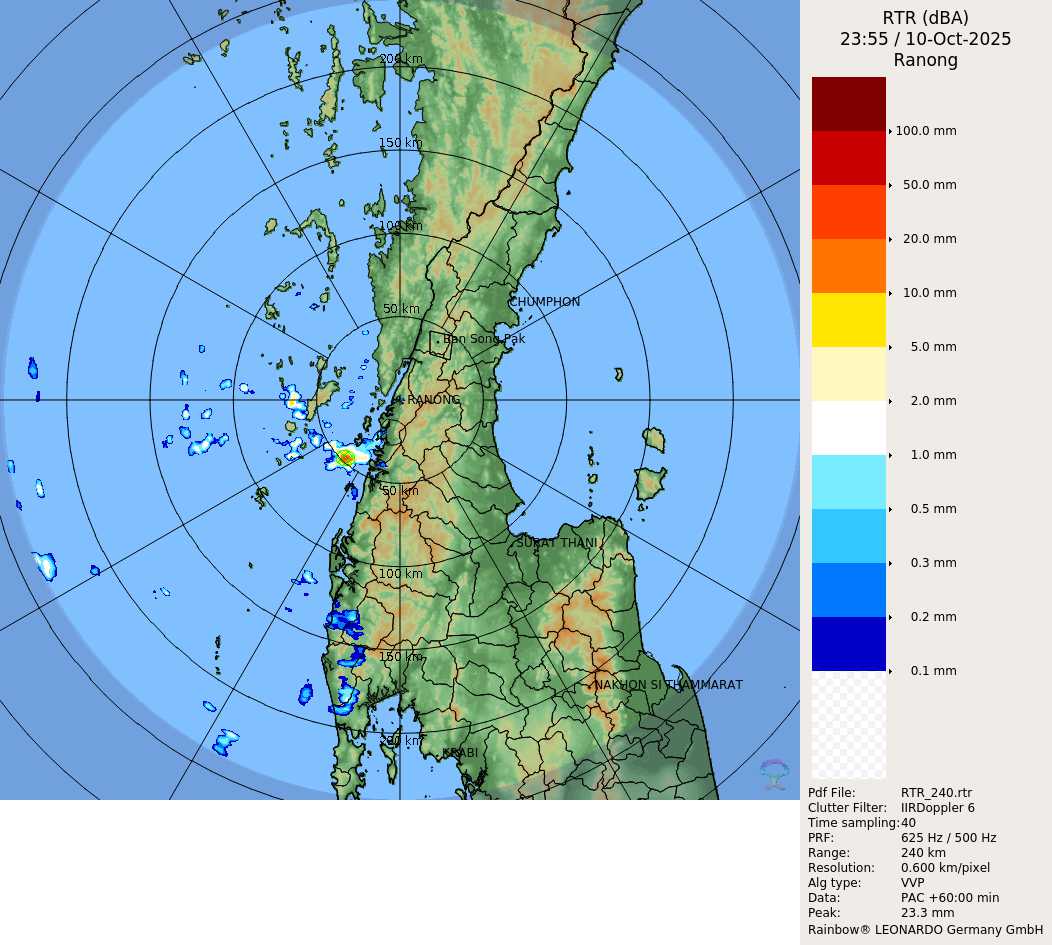 RTR (dBA)
23:55 / 10-Oct-2025
Ranong
200 km
150 km
100 km
CHUMPHON
50 km
Ban Song Pak
RANONG
50 km
SURAT THANI
100 km
150 km
NAKHON SI THAMMARAT
200 km
KRABI
100.0 mm
50.0 mm
20.0 mm
10.0 mm
5.0 mm
2.0 mm
1.0 mm
0.5 mm
0.3 mm
0.2 mm
0.1 mm
Pdf File: RTR_240.rtr
Clutter Filter: IIRDoppler 6
Time sampling:40
PRF: 625 Hz / 500 Hz
Range: 240 km
Resolution: 0.600 km/pixel
Alg type: VVP
Data: PAC +60:00 min
Peak: 23.3 mm
Rainbow® LEONARDO Germany GmbH